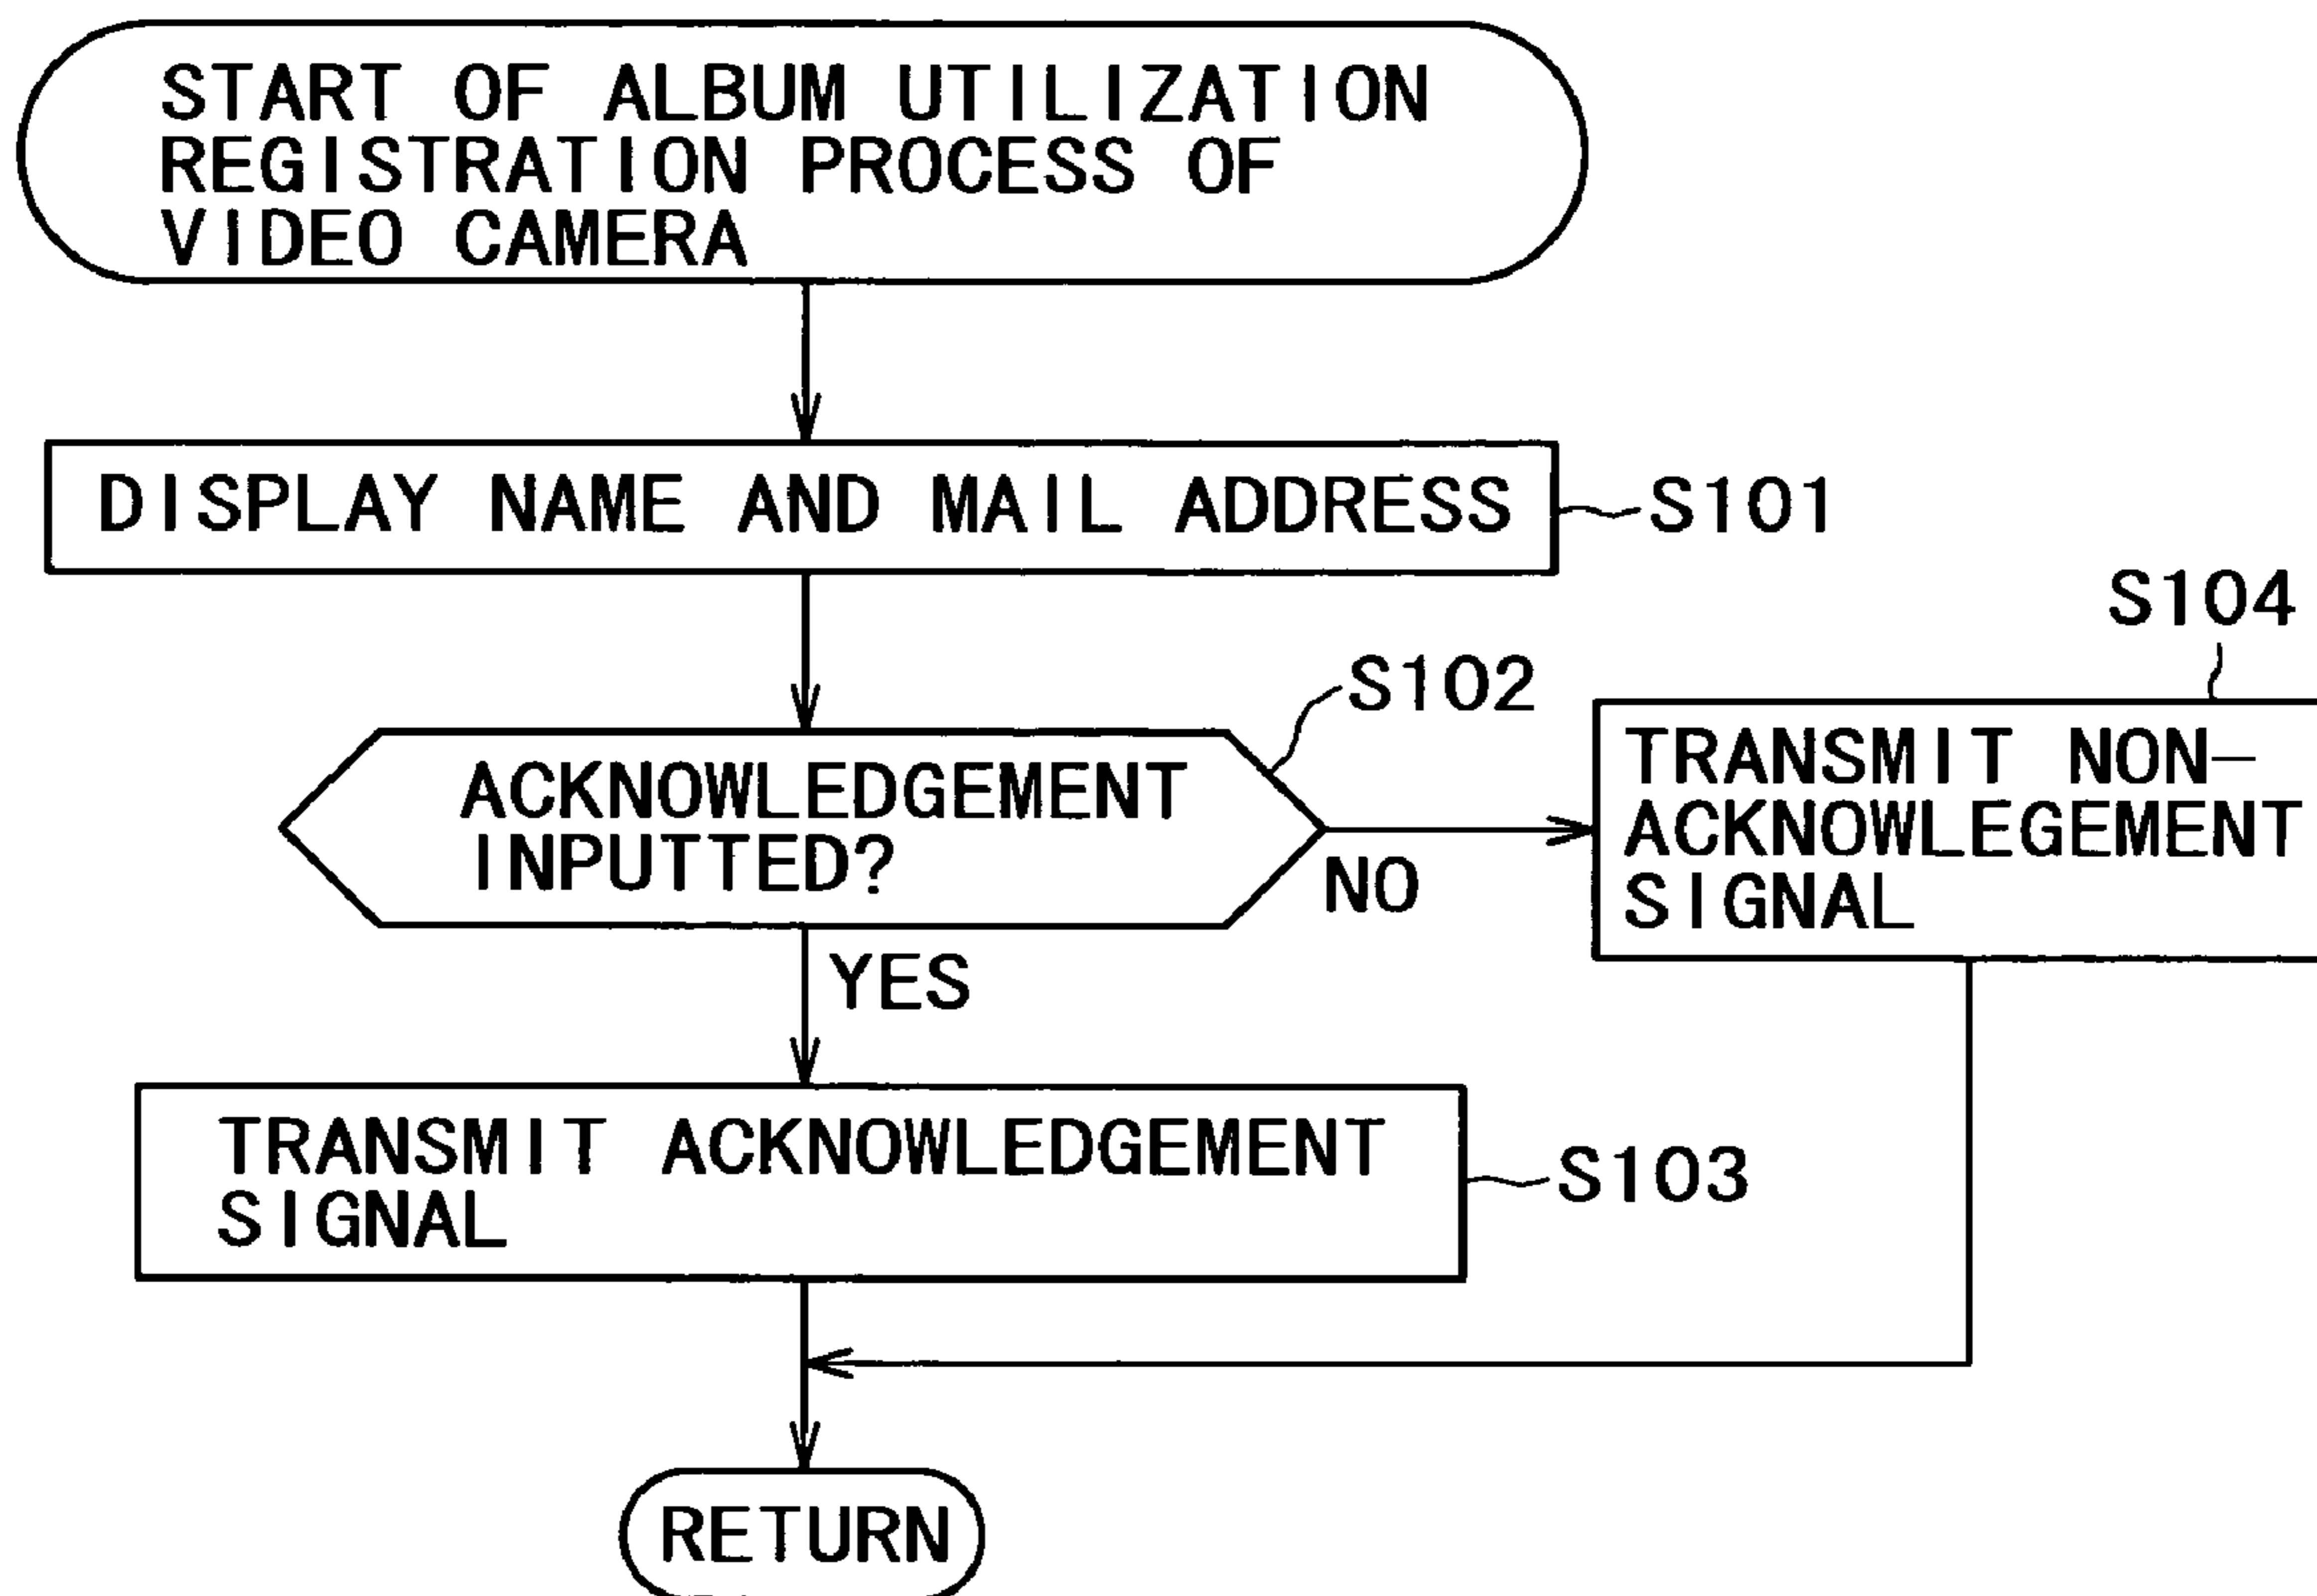 START OF ALBUM UTILIZATION
REGISTRATION PROCESS OF
VIDEO CAMERA
DISPLAY NAME AND MAIL ADDRESS
S101
S104
S102
ACKNOWLEDGEMENT
INPUTTED?
NO
TRANSMIT NON-
ACKNOWLEGEMENT
SIGNAL
YES
TRANSMIT ACKNOWLEDGEMENT
SIGNAL
S103
RETURN